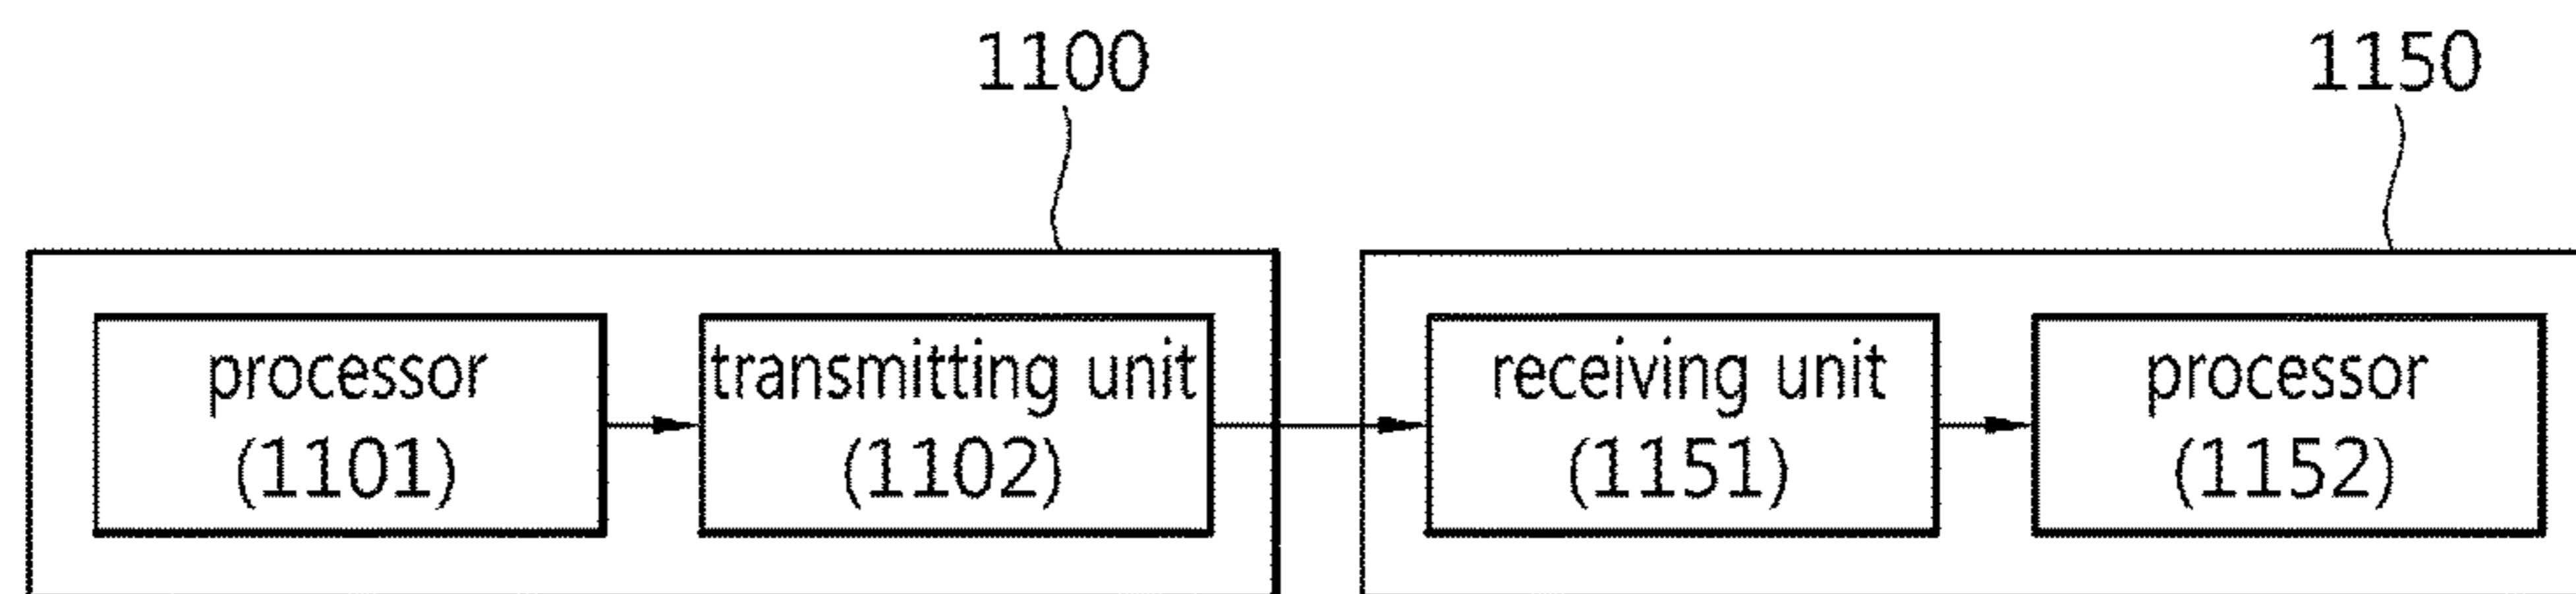 1100
1150
processor
(1101)
transmitting unit
(1102)
receiving unit
(1151)
processor
(1152)